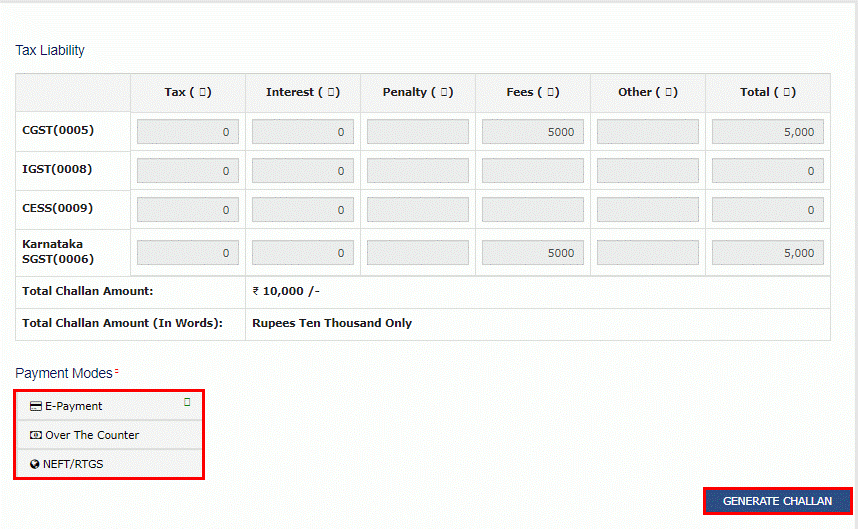 Tax Liability
Tax ( ▯) Interest ( ▯) Penalty ( ▯) Fees ( ▯) Other ( ▯) Total ( ▯)
CGST(0005) 0 0 5000 5,000
IGST(0008) 0 0 0
CESS(0009) 0 0 0
Karnataka
SGST(0006) 0 0 5000 5,000
Total Challan Amount: ₹ 10,000 /-
Total Challan Amount (In Words): Rupees Ten Thousand Only
Payment Modes
E-Payment
Over The Counter
NEFT/RTGS
GENERATE CHALLAN